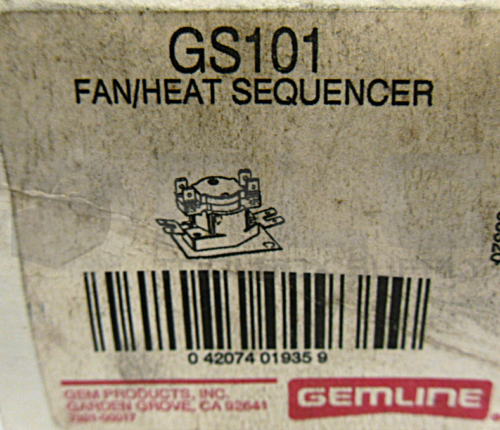 GS101
FAN/HEAT SEQUENCER
0 42074 01935 9
GEM PRODUCTS, INC.
GARDEN GROVE, CA 92641
GEMLINE